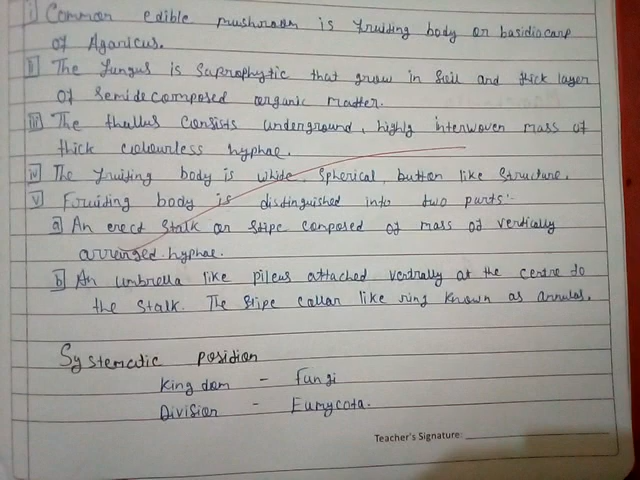 i) Common edible mushroom is fruiting body or basidiocarp
of Agaricus.
ii) The fungus is saprophytic that grow in soil and thick layer
of semidecomposed organic matter.
iii) The thallus consists underground, highly interwoven mass of
thick colourless hyphae.
iv) The fruiting body is white, spherical, button like structure.
v) Fruiting body is distinguished into two parts:-
a) An erect stalk or stipe composed of mass of vertically
arrenged hyphae.
b) An umbrella like pileus attached ventrally at the centre to
the stalk. The stipe collar like ring known as annulas.
Systematic position
Kingdom - Fungi
Division - Eumycota.
Teacher's Signature: